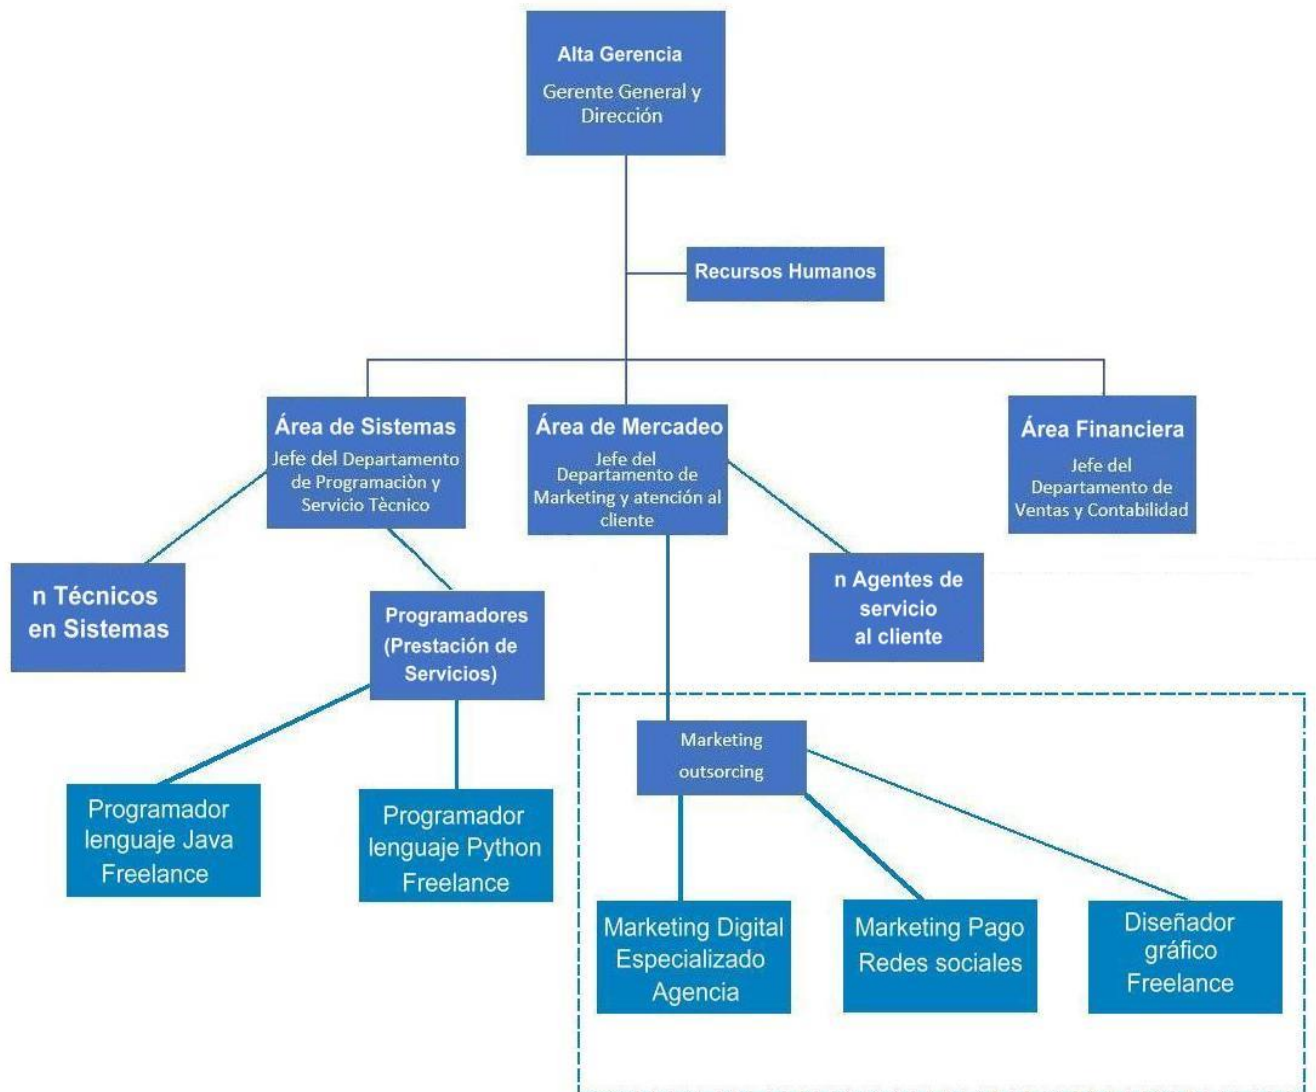 Alta Gerencia
Gerente General y
Dirección
Recursos Humanos
Área de Sistemas
Jefe del Departamento
de Programaciòn y
Servicio Tècnico
Área de Mercadeo
Jefe del
Departamento de
Marketing y atención al
cliente
Área Financiera
Jefe del
Departamento de
Ventas y Contabilidad
n Técnicos
en Sistemas
Programadores
(Prestación de
Servicios)
n Agentes de
servicio
al cliente
Programador
lenguaje Java
Freelance
Programador
lenguaje Python
Freelance
Marketing
outsorcing
Marketing Digital
Especializado
Agencia
Marketing Pago
Redes sociales
Diseñador
gráfico
Freelance